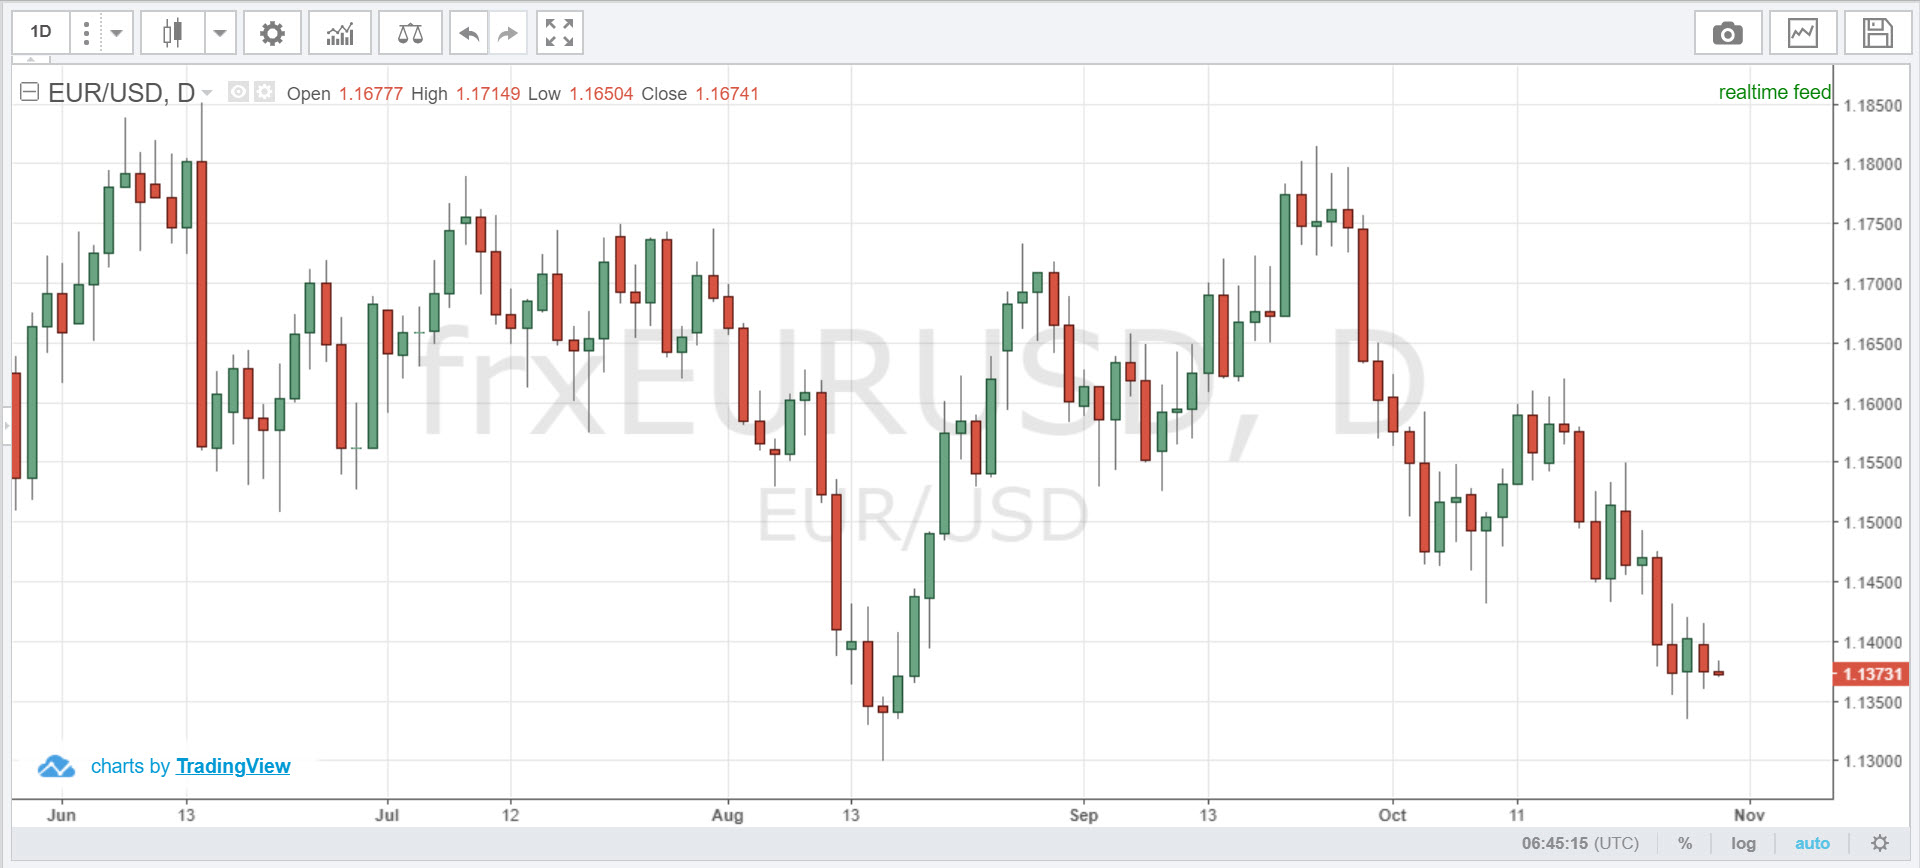 1D
EUR/USD, D Open 1.16777 High 1.17149 Low 1.16504 Close 1.16741
realtime feed
1.18500
1.18000
1.17500
1.17000
1.16500
1.16000
1.15500
1.15000
1.14500
1.14000
1.13731
1.13500
1.13000
frxEURUSD, D
EUR/USD
charts by TradingView
Jun 13 Jul 12 Aug 13 Sep 13 Oct 11 Nov
06:45:15 (UTC) % log auto